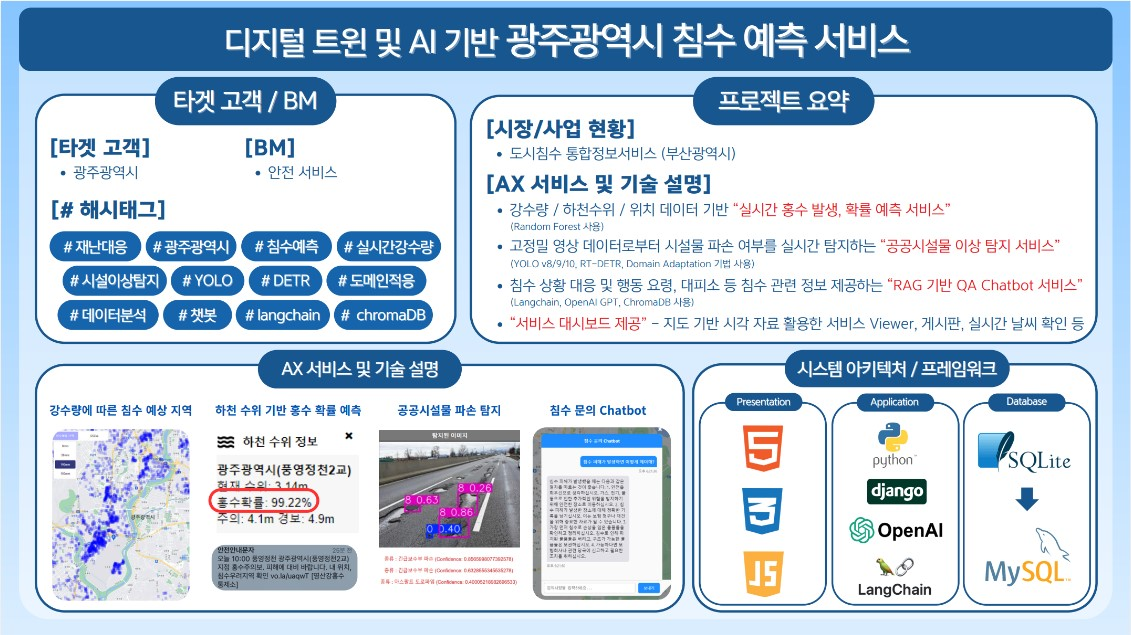 디지털 트윈 및 AI 기반 광주광역시 침수 예측 서비스
타겟 고객 / BM
[타겟 고객]
• 광주광역시
[BM]
• 안전 서비스
[# 해시태그]
# 재난대응 # 광주광역시 # 침수예측 # 실시간강수량
# 시설이상탐지 # YOLO # DETR # 도메인적응
# 데이터분석 # 챗봇 # langchain # chromaDB
프로젝트 요약
[시장/사업 현황]
• 도시침수 통합정보서비스 (부산광역시)
[AX 서비스 및 기술 설명]
• 강수량 / 하천수위 / 위치 데이터 기반 “실시간 홍수 발생, 확률 예측 서비스”
(Random Forest 사용)
• 고정밀 영상 데이터로부터 시설물 파손 여부를 실시간 탐지하는 “공공시설물 이상 탐지 서비스”
(YOLO v8/9/10, RT-DETR, Domain Adaptation 기법 사용)
• 침수 상황 대응 및 행동 요령, 대피소 등 침수 관련 정보 제공하는 “RAG 기반 QA Chatbot 서비스”
(Langchain, OpenAI GPT, ChromaDB 사용)
• “서비스 대시보드 제공” - 지도 기반 시각 자료 활용한 서비스 Viewer, 게시판, 실시간 날씨 확인 등
AX 서비스 및 기술 설명
강수량에 따른 침수 예상 지역
하천 수위 기반 홍수 확률 예측
하천 수위 정보
광주광역시(풍영정천2교)
현재 수위: 3.14m
홍수확률: 99.22%
주의: 4.1m 경보: 4.9m
안전안내문자
오늘 10:00 풍영정천 광주광역시(풍영정천2교)
지점 홍수주의보, 피해에 대비 바랍니다. 내 위치,
침수우려지역 확인 vo.la/uaqwT [영산강홍수
통제소]
공공시설물 파손 탐지
탐지된 이미지
8 0.63
8 0.26
8 0.86
0 0.40
침수 문의 Chatbot
침수 문의 Chatbot
시스템 아키텍처 / 프레임워크
Presentation
5
3
JS
Application
python
django
OpenAI
LangChain
Database
SQLite
MySQL